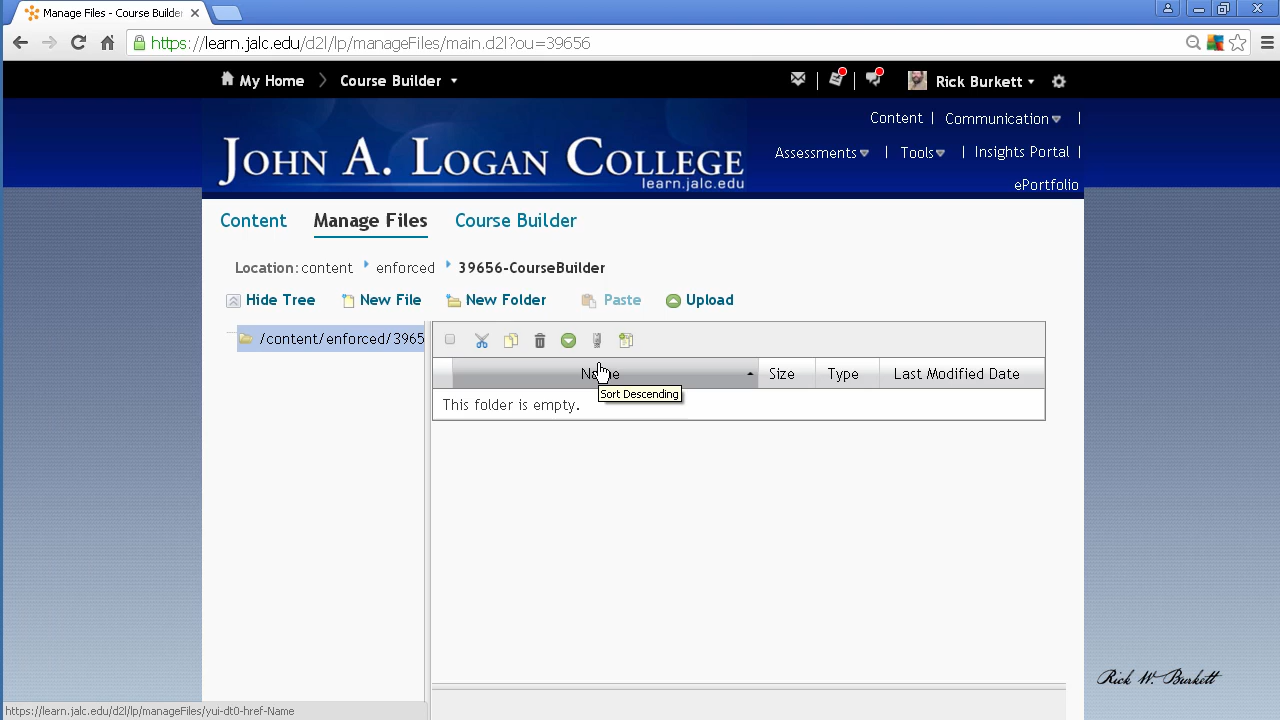 Manage Files - Course Builder
https://learn.jalc.edu/d2l/lp/manageFiles/main.d2l?ou=39656
My Home Course Builder Rick Burkett
Content | Communication |
JOHN A. LOGAN COLLEGE
learn.jalc.edu
Assessments | Tools | Insights Portal |
ePortfolio
Content Manage Files Course Builder
Location: content enforced 39656-CourseBuilder
Hide Tree New File New Folder Paste Upload
/content/enforced/3965
Name Size Type Last Modified Date
Sort Descending
This folder is empty.
Rick W. Burkett
https://learn.jalc.edu/d2l/lp/manageFiles/yui-dt0-href-Name